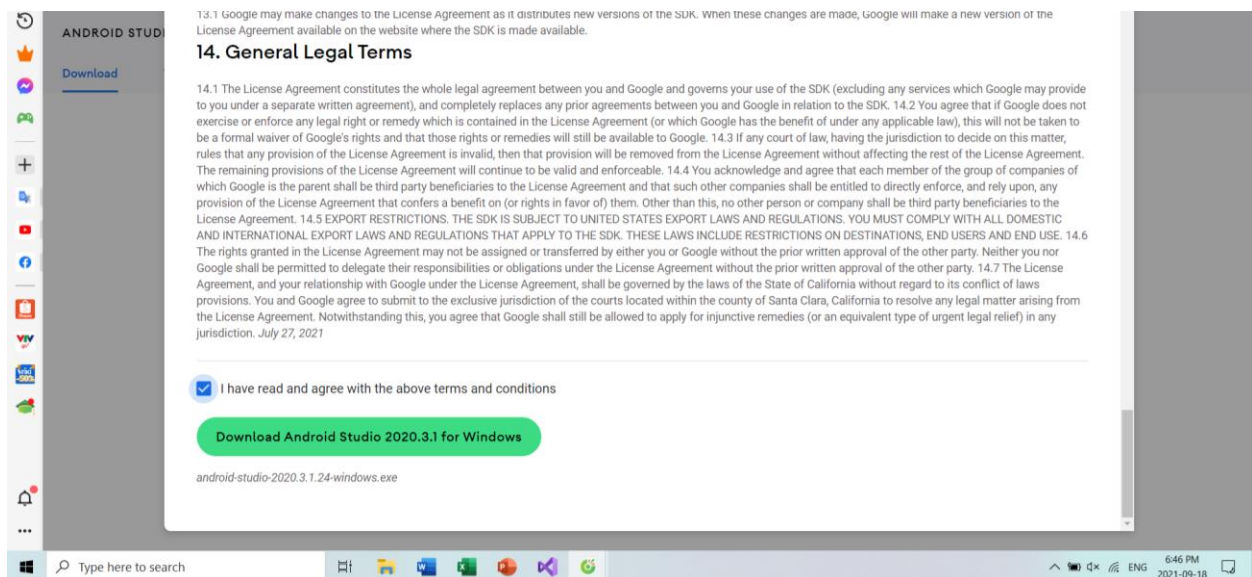 13.1 Google may make changes to the License Agreement as it distributes new versions of the SDK. When these changes are made, Google will make a new version of the
License Agreement available on the website where the SDK is made available.
ANDROID STUDI
Download
14. General Legal Terms
14.1 The License Agreement constitutes the whole legal agreement between you and Google and governs your use of the SDK (excluding any services which Google may provide
to you under a separate written agreement), and completely replaces any prior agreements between you and Google in relation to the SDK. 14.2 You agree that if Google does not
exercise or enforce any legal right or remedy which is contained in the License Agreement (or which Google has the benefit of under any applicable law), this will not be taken to
be a formal waiver of Google's rights and that those rights or remedies will still be available to Google. 14.3 If any court of law, having the jurisdiction to decide on this matter,
rules that any provision of the License Agreement is invalid, then that provision will be removed from the License Agreement without affecting the rest of the License Agreement.
The remaining provisions of the License Agreement will continue to be valid and enforceable. 14.4 You acknowledge and agree that each member of the group of companies of
which Google is the parent shall be third party beneficiaries to the License Agreement and that such other companies shall be entitled to directly enforce, and rely upon, any
provision of the License Agreement that confers a benefit on (or rights in favor of) them. Other than this, no other person or company shall be third party beneficiaries to the
License Agreement. 14.5 EXPORT RESTRICTIONS. THE SDK IS SUBJECT TO UNITED STATES EXPORT LAWS AND REGULATIONS. YOU MUST COMPLY WITH ALL DOMESTIC
AND INTERNATIONAL EXPORT LAWS AND REGULATIONS THAT APPLY TO THE SDK. THESE LAWS INCLUDE RESTRICTIONS ON DESTINATIONS, END USERS AND END USE. 14.6
The rights granted in the License Agreement may not be assigned or transferred by either you or Google without the prior written approval of the other party. Neither you nor
Google shall be permitted to delegate their responsibilities or obligations under the License Agreement without the prior written approval of the other party. 14.7 The License
Agreement, and your relationship with Google under the License Agreement, shall be governed by the laws of the State of California without regard to its conflict of laws
provisions. You and Google agree to submit to the exclusive jurisdiction of the courts located within the county of Santa Clara, California to resolve any legal matter arising from
the License Agreement. Notwithstanding this, you agree that Google shall still be allowed to apply for injunctive remedies (or an equivalent type of urgent legal relief) in any
jurisdiction. July 27, 2021
VTV
I have read and agree with the above terms and conditions
Download Android Studio 2020.3.1 for Windows
android-studio-2020.3.1.24-windows.exe
Type here to search
ENG
6:46 PM
2021-09-18